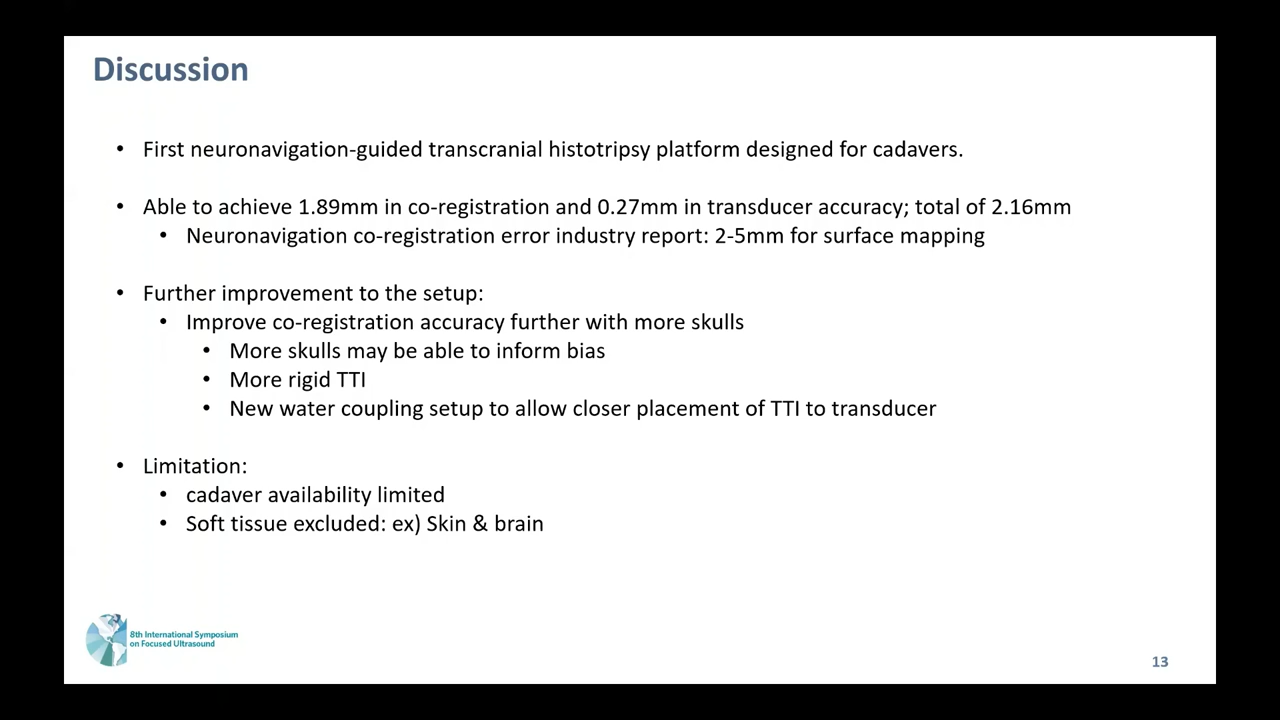 Discussion
• First neuronavigation-guided transcranial histotripsy platform designed for cadavers.
• Able to achieve 1.89mm in co-registration and 0.27mm in transducer accuracy; total of 2.16mm
• Neuronavigation co-registration error industry report: 2-5mm for surface mapping
• Further improvement to the setup:
• Improve co-registration accuracy further with more skulls
• More skulls may be able to inform bias
• More rigid TTI
• New water coupling setup to allow closer placement of TTI to transducer
• Limitation:
• cadaver availability limited
• Soft tissue excluded: ex) Skin & brain
8th International Symposium
on Focused Ultrasound
13